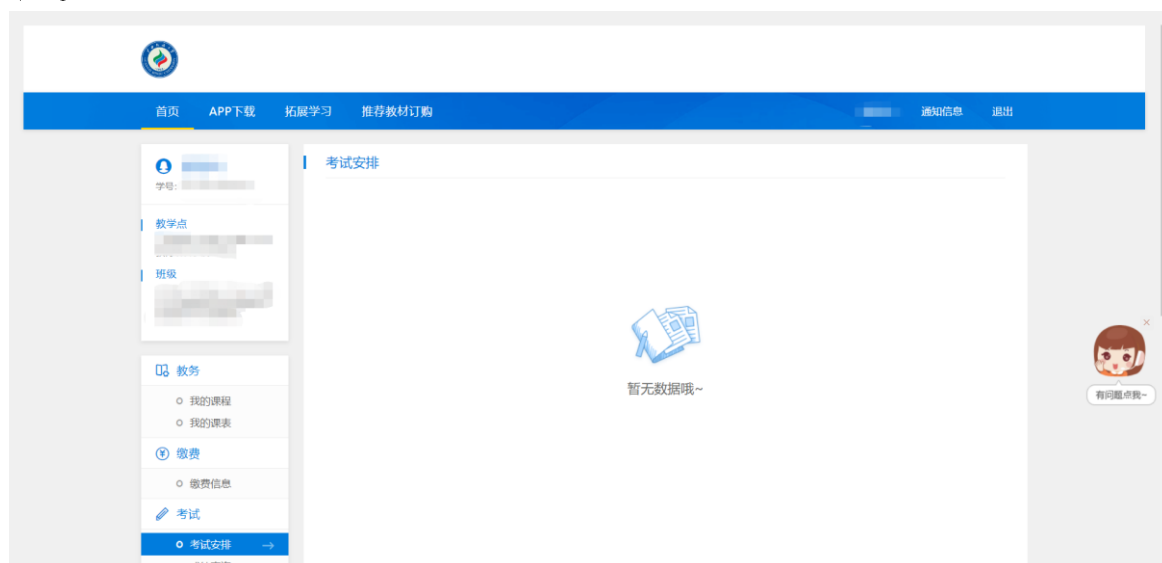 首页 APP下载 拓展学习 推荐教材订购 通知信息 退出
学号:
教学点
班级
教务
我的课程
我的课表
缴费
缴费信息
考试
考试安排 →
考试安排
暂无数据哦~
×
有问题点我~